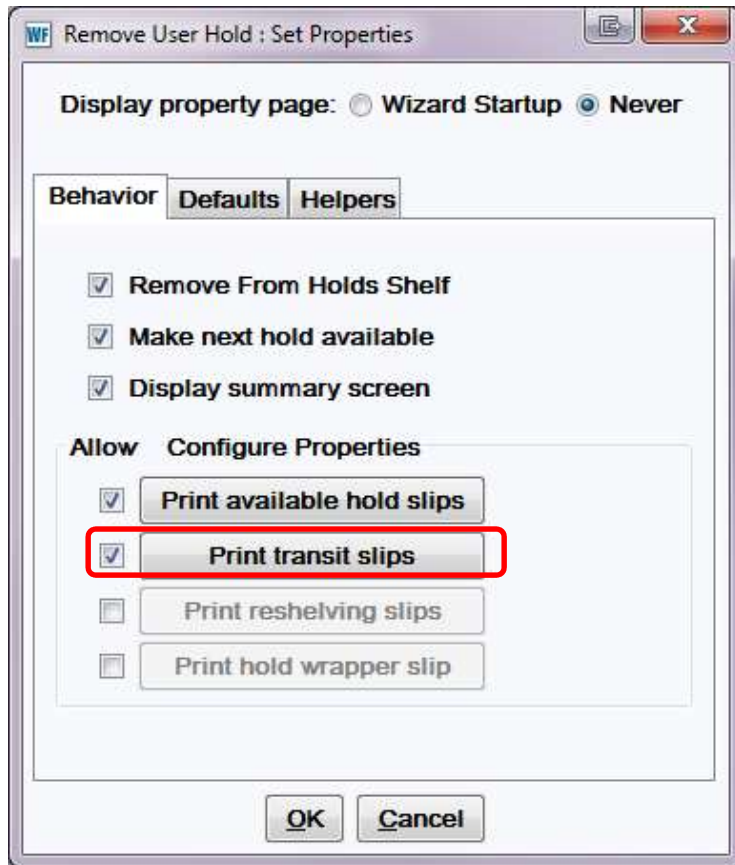 WF Remove User Hold : Set Properties
Display property page: Wizard Startup Never
Behavior Defaults Helpers
Remove From Holds Shelf
Make next hold available
Display summary screen
Allow Configure Properties
Print available hold slips
Print transit slips
Print reshelving slips
Print hold wrapper slip
OK Cancel